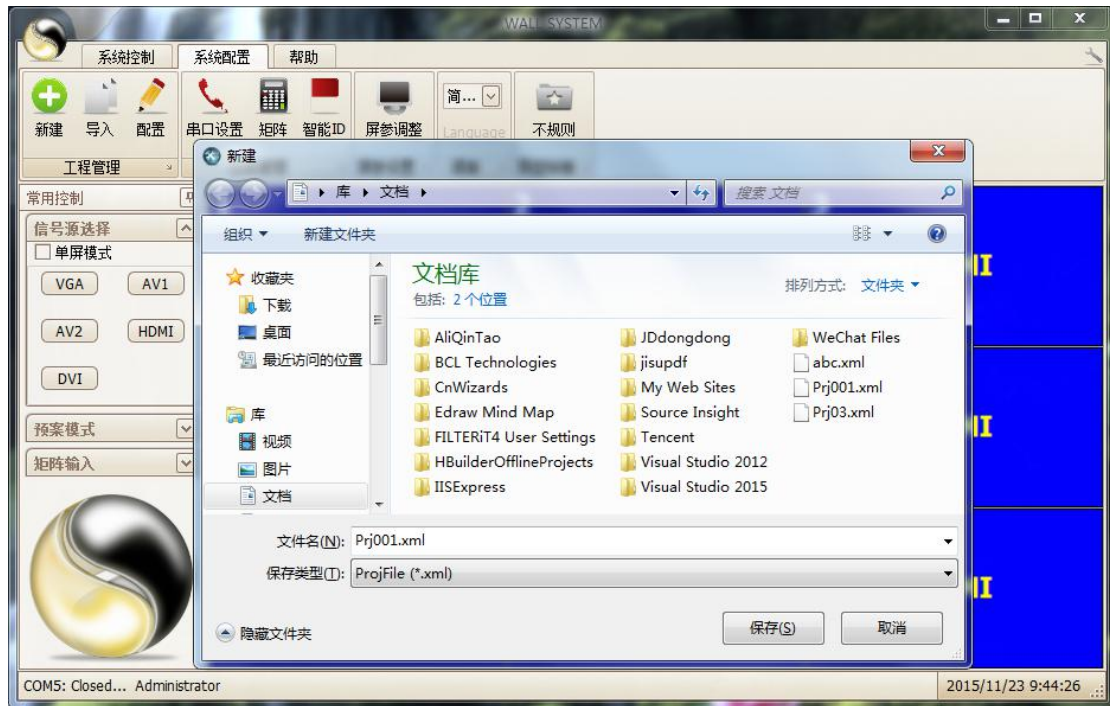 WALL SYSTEM
系统控制 系统配置 帮助
新建 导入 配置 串口设置 矩阵 智能ID 屏参调整 简... Language 不规则
工程管理
新建
库 文档 搜索 文档
组织 新建文件夹
常用控制
信号源选择
单屏模式
VGA AV1
AV2 HDMI
DVI
预案模式
矩阵输入
收藏夹
下载
桌面
最近访问的位置
库
视频
图片
文档
文档库
包括: 2个位置
排列方式: 文件夹
AliQinTao JDdongdong WeChat Files
BCL Technologies jisupdf abc.xml
CnWizards My Web Sites Prj001.xml
Edraw Mind Map Source Insight Prj03.xml
FILTERiT4 User Settings Tencent
HBuilderOfflineProjects Visual Studio 2012
IISExpress Visual Studio 2015
文件名(N): Prj001.xml
保存类型(T): ProjFile (*.xml)
隐藏文件夹 保存(S) 取消
COM5: Closed... Administrator 2015/11/23 9:44:26